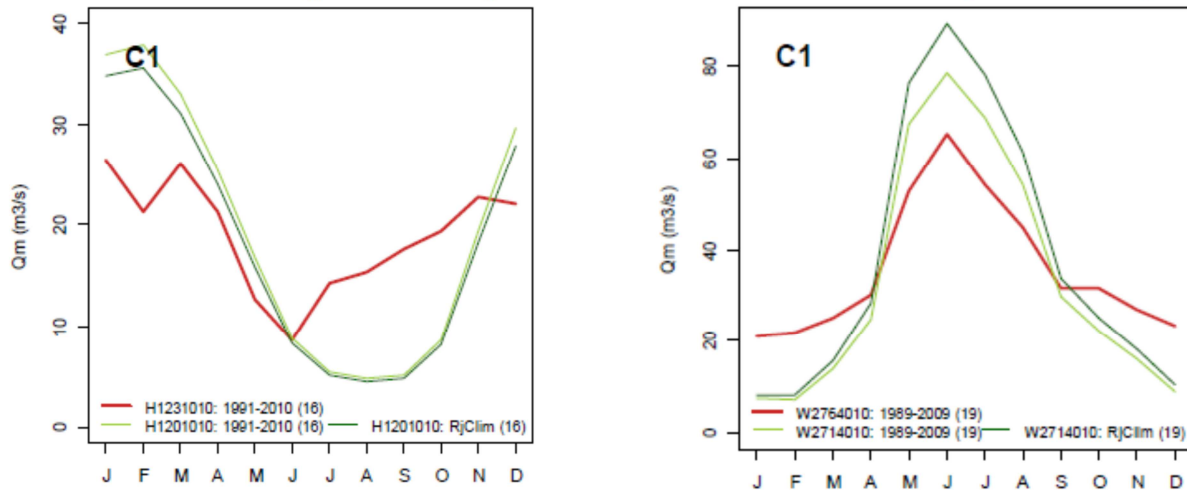 C1
Qm (m3/s)
40
30
20
10
0
H1231010: 1991-2010 (16)
H1201010: 1991-2010 (16) H1201010: RjClim (16)
J F M A M J J A S O N D
C1
Qm (m3/s)
80
60
40
20
0
W2764010: 1989-2009 (19)
W2714010: 1989-2009 (19) W2714010: RjClim (19)
J F M A M J J A S O N D